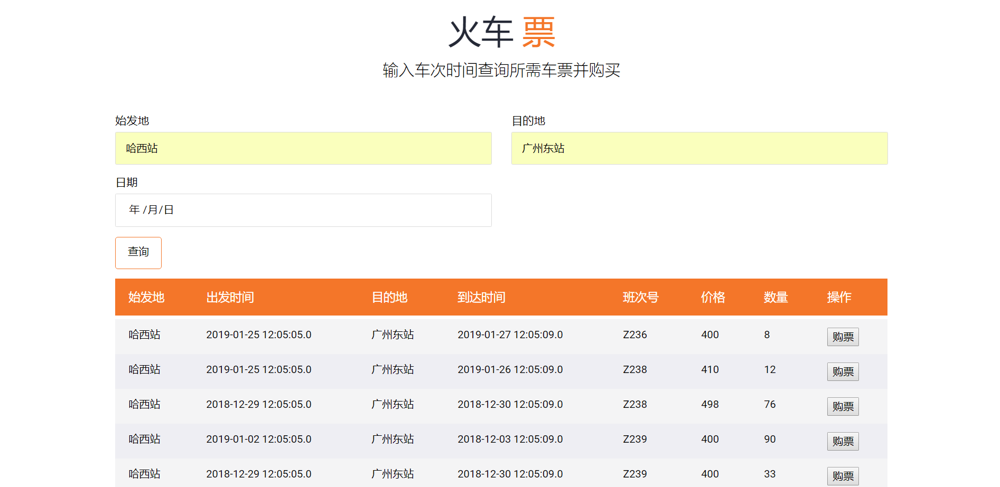 火车 票
输入车次时间查询所需车票并购买
始发地 目的地
哈西站 广州东站
日期
年 /月/日
查询
始发地 出发时间 目的地 到达时间 班次号 价格 数量 操作
哈西站 2019-01-25 12:05:05.0 广州东站 2019-01-27 12:05:09.0 Z236 400 8 购票
哈西站 2019-01-25 12:05:05.0 广州东站 2019-01-26 12:05:09.0 Z238 410 12 购票
哈西站 2018-12-29 12:05:05.0 广州东站 2018-12-30 12:05:09.0 Z238 498 76 购票
哈西站 2019-01-02 12:05:05.0 广州东站 2018-12-03 12:05:09.0 Z239 400 90 购票
哈西站 2018-12-29 12:05:05.0 广州东站 2018-12-30 12:05:09.0 Z239 400 33 购票